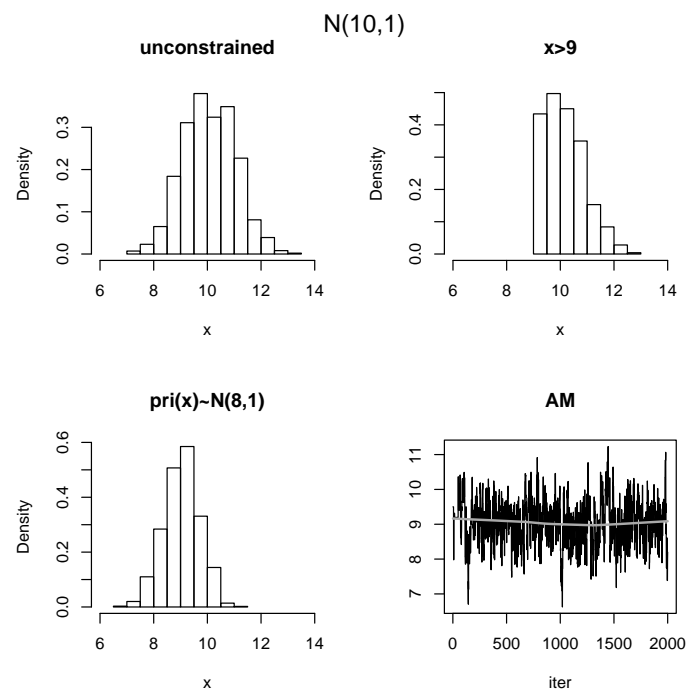 N(10,1)
unconstrained
Density
0.0 0.1 0.2 0.3
6 8 10 12 14
x
x>9
Density
0.0 0.2 0.4
6 8 10 12 14
x
pri(x)~N(8,1)
Density
0.0 0.2 0.4 0.6
6 8 10 12 14
x
AM
7 8 9 10 11
0 500 1000 1500 2000
iter